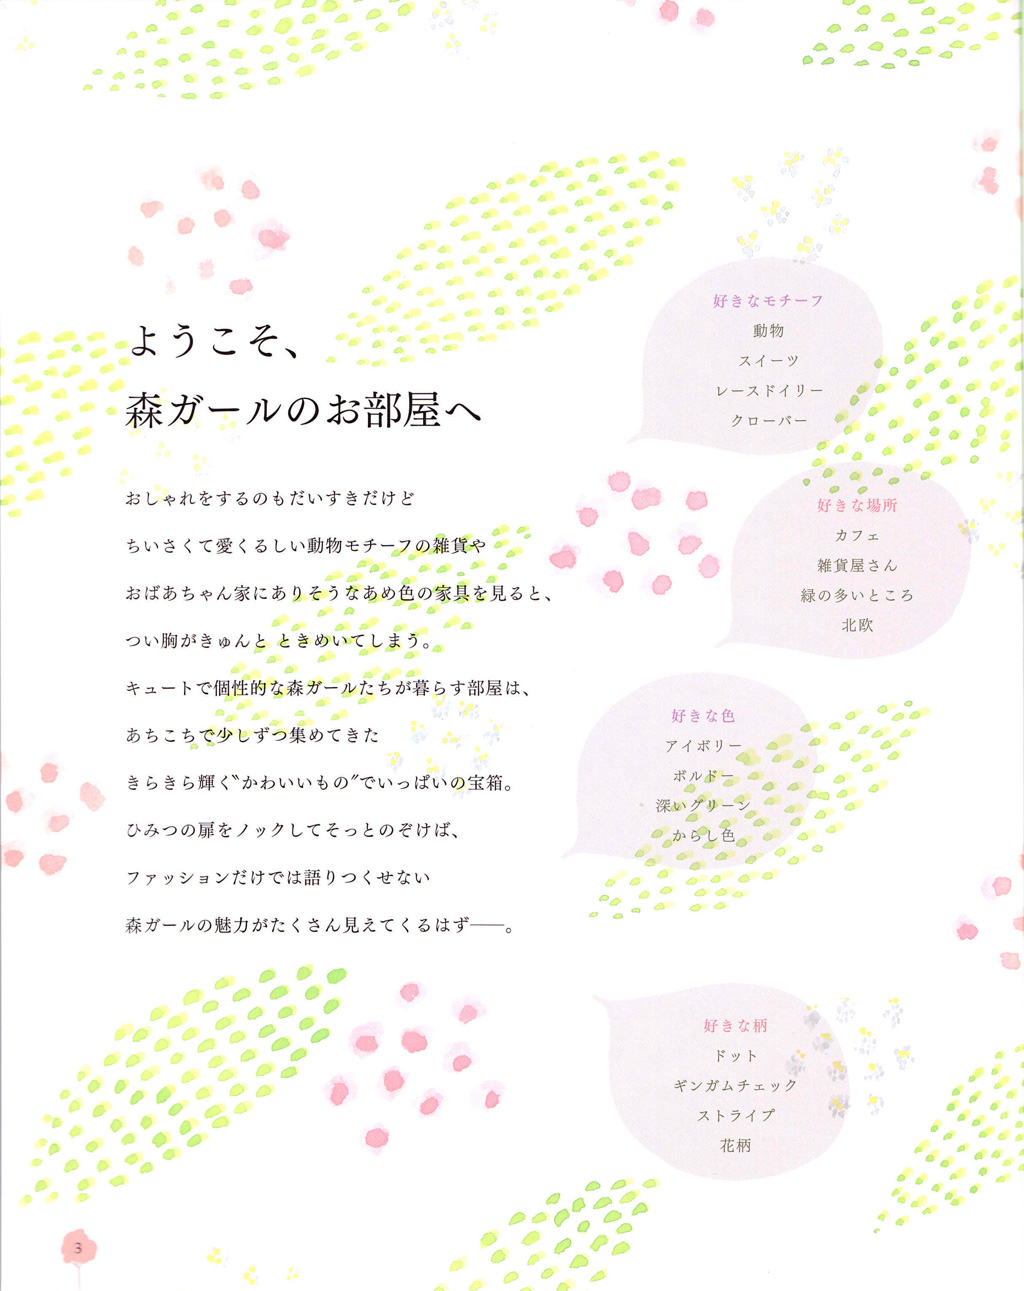 ようこそ、
森ガールのお部屋へ
おしゃれをするのもだいすきだけど
ちいさくて愛くるしい動物モチーフの雑貨や
おばあちゃん家にありそうなあめ色の家具を見ると、
つい胸がきゅんと ときめいてしまう。
キュートで個性的な森ガールたちが暮らす部屋は、
あちこちで少しずつ集めてきた
きらきら輝く〝かわいいもの〟でいっぱいの宝箱。
ひみつの扉をノックしてそっとのぞけば、
ファッションだけでは語りつくせない
森ガールの魅力がたくさん見えてくるはず――。
好きなモチーフ
動物
スイーツ
レースドイリー
クローバー
好きな場所
カフェ
雑貨屋さん
緑の多いところ
北欧
好きな色
アイボリー
ボルドー
深いグリーン
からし色
好きな柄
ドット
ギンガムチェック
ストライプ
花柄
3